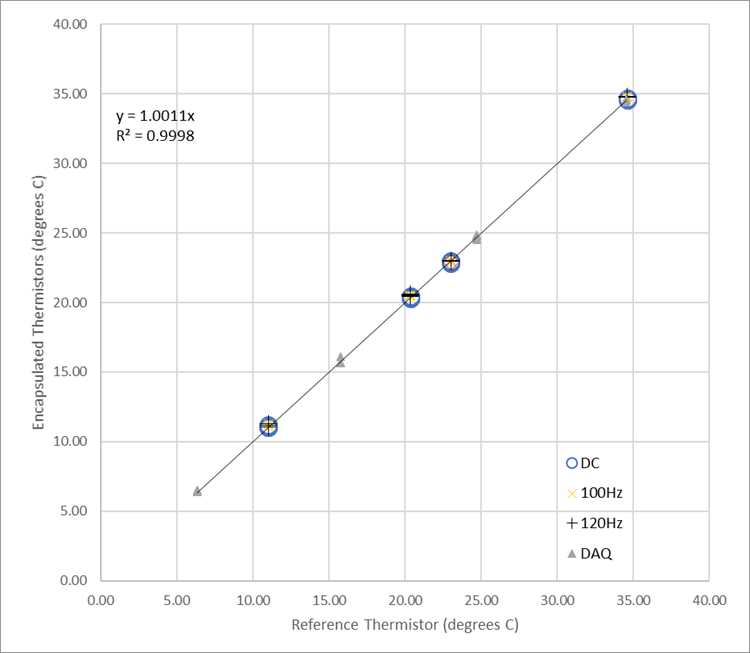 40.00
35.00
y = 1.0011x
R² = 0.9998
30.00
25.00
20.00
15.00
10.00
5.00
0.00
Encapsulated Thermistors (degrees C)
DC
100Hz
120Hz
DAQ
0.00 5.00 10.00 15.00 20.00 25.00 30.00 35.00 40.00
Reference Thermistor (degrees C)